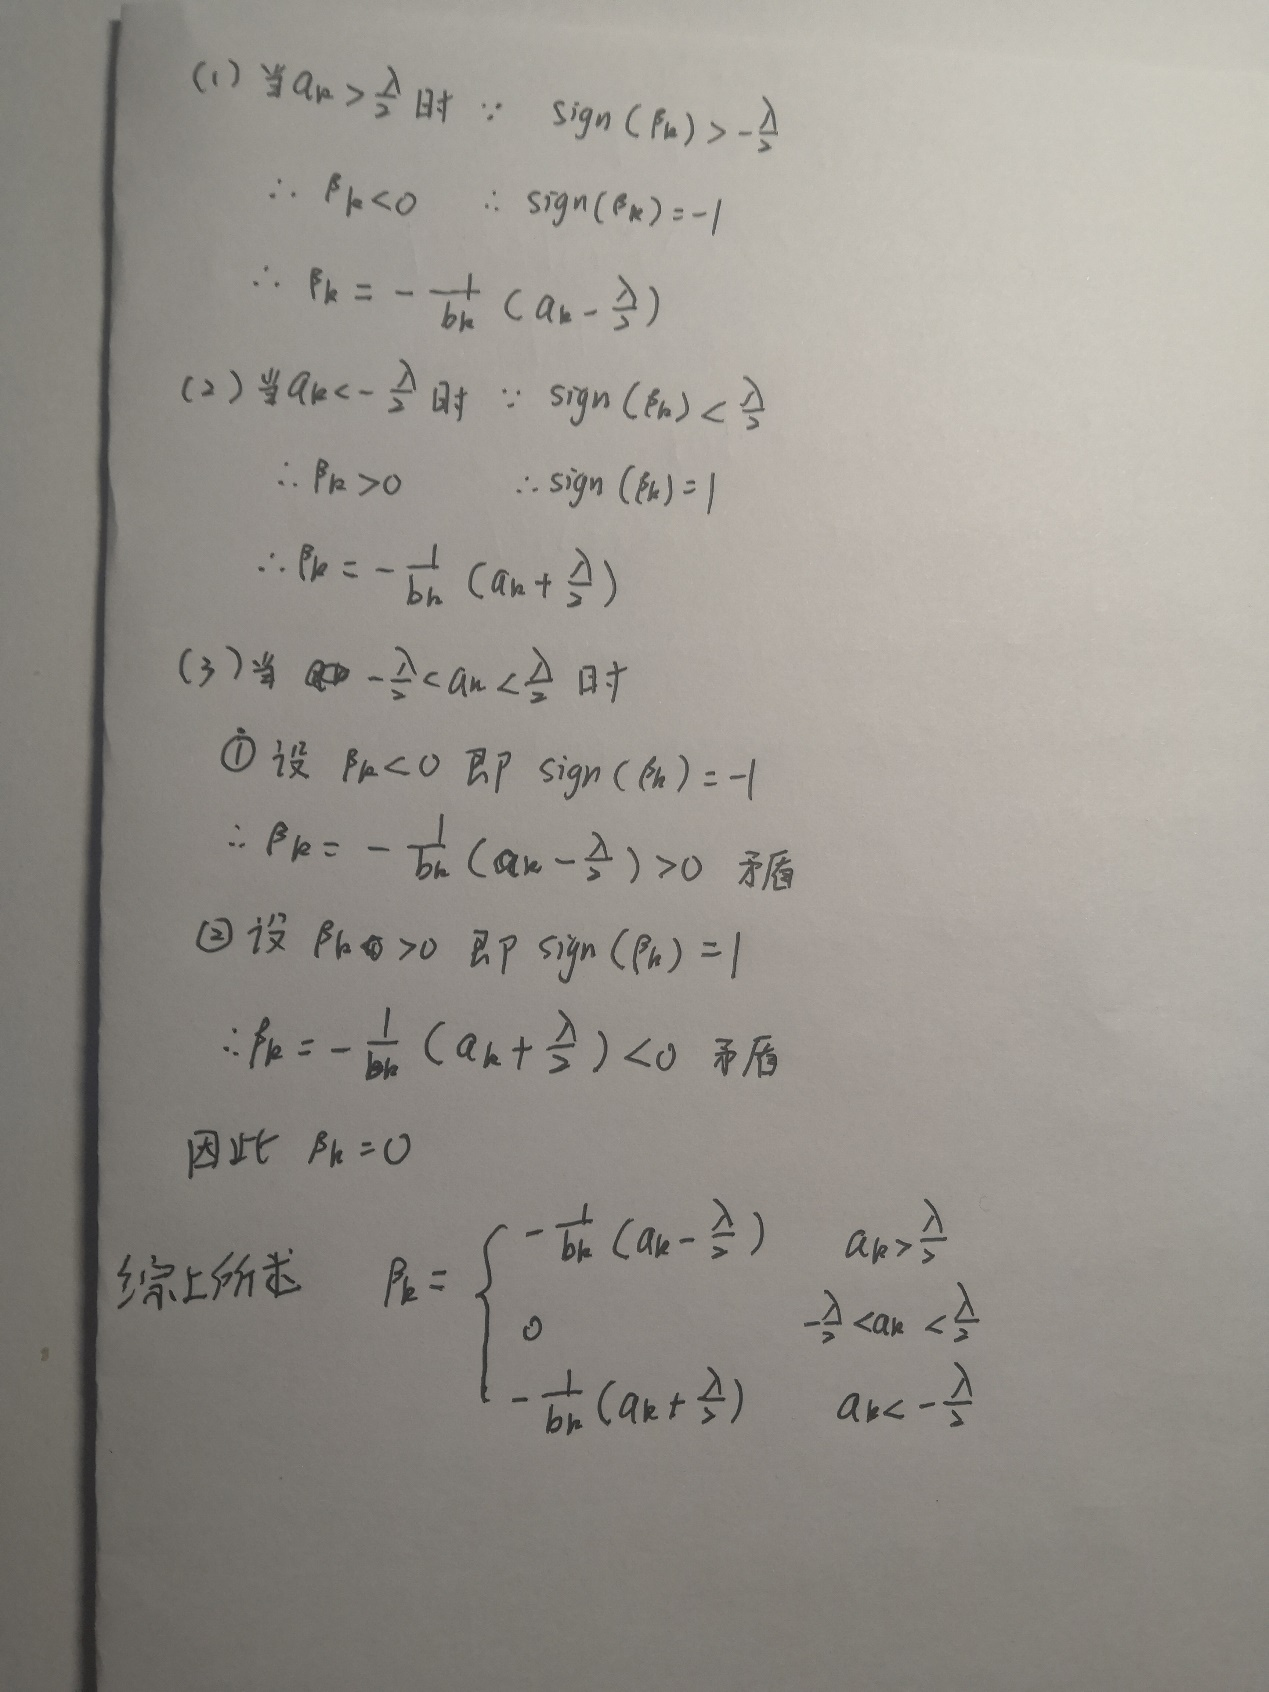 (1) 当 aₖ > λ/2 时 ∵ sign(βₖ) > -λ/2
∴ βₖ < 0 ∴ sign(βₖ) = -1
∴ βₖ = - 1/bₖ (aₖ - λ/2)
(2) 当 aₖ < - λ/2 时 ∵ sign(βₖ) < λ/2
∴ βₖ > 0 ∴ sign(βₖ) = 1
∴ βₖ = - 1/bₖ (aₖ + λ/2)
(3) 当 -λ/2 < aₖ < λ/2 时
① 设 βₖ < 0 即 sign(βₖ) = -1
∴ βₖ = - 1/bₖ (aₖ - λ/2) > 0 矛盾
② 设 βₖ > 0 即 sign(βₖ) = 1
∴ βₖ = - 1/bₖ (aₖ + λ/2) < 0 矛盾
因此 βₖ = 0
综上所述 βₖ = { - 1/bₖ (aₖ - λ/2) aₖ > λ/2
0 -λ/2 < aₖ < λ/2
- 1/bₖ (aₖ + λ/2) aₖ < - λ/2